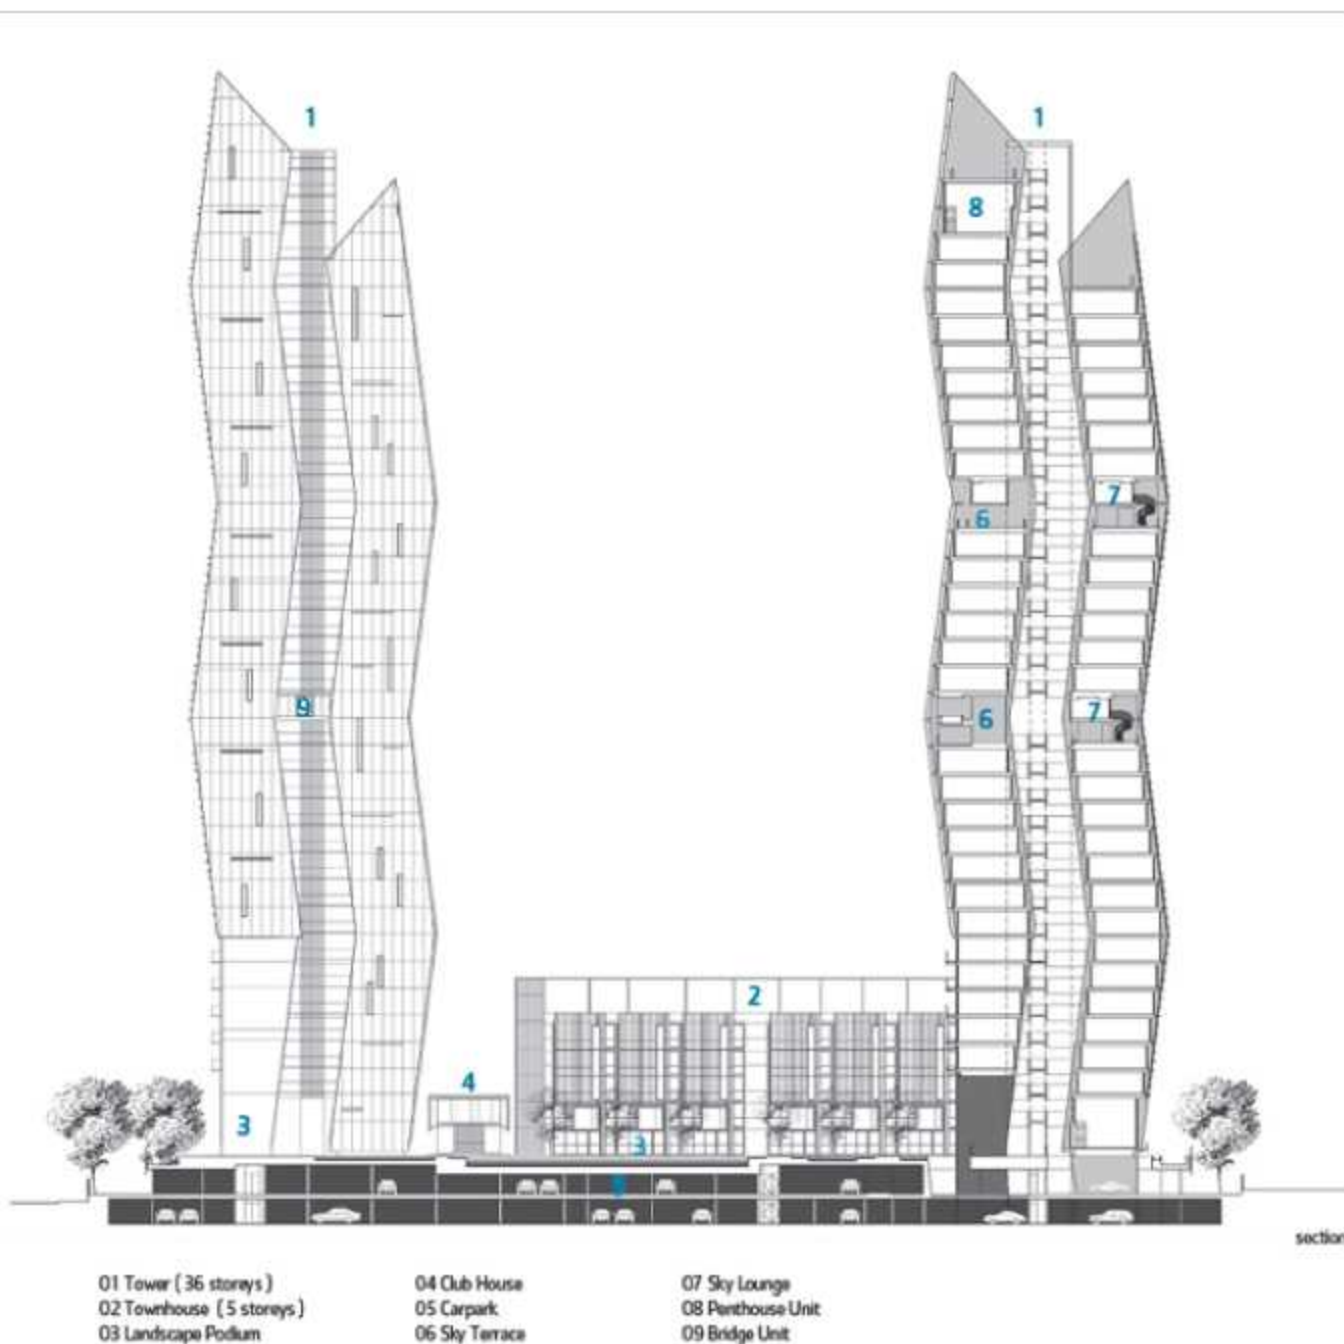 1
1
8
7
6
9
7
6
2
4
3
3
5
section
01 Tower ( 36 storeys )
02 Townhouse ( 5 storeys )
03 Landscape Podium
04 Club House
05 Carpark
06 Sky Terrace
07 Sky Lounge
08 Penthouse Unit
09 Bridge Unit